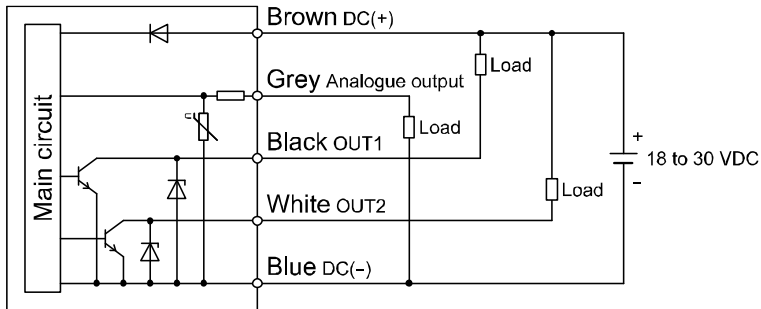 Brown DC(+)
Load
Grey Analogue output
Load
Main circuit
n
Black OUT1
+
18 to 30 VDC
−
Load
White OUT2
Blue DC(−)